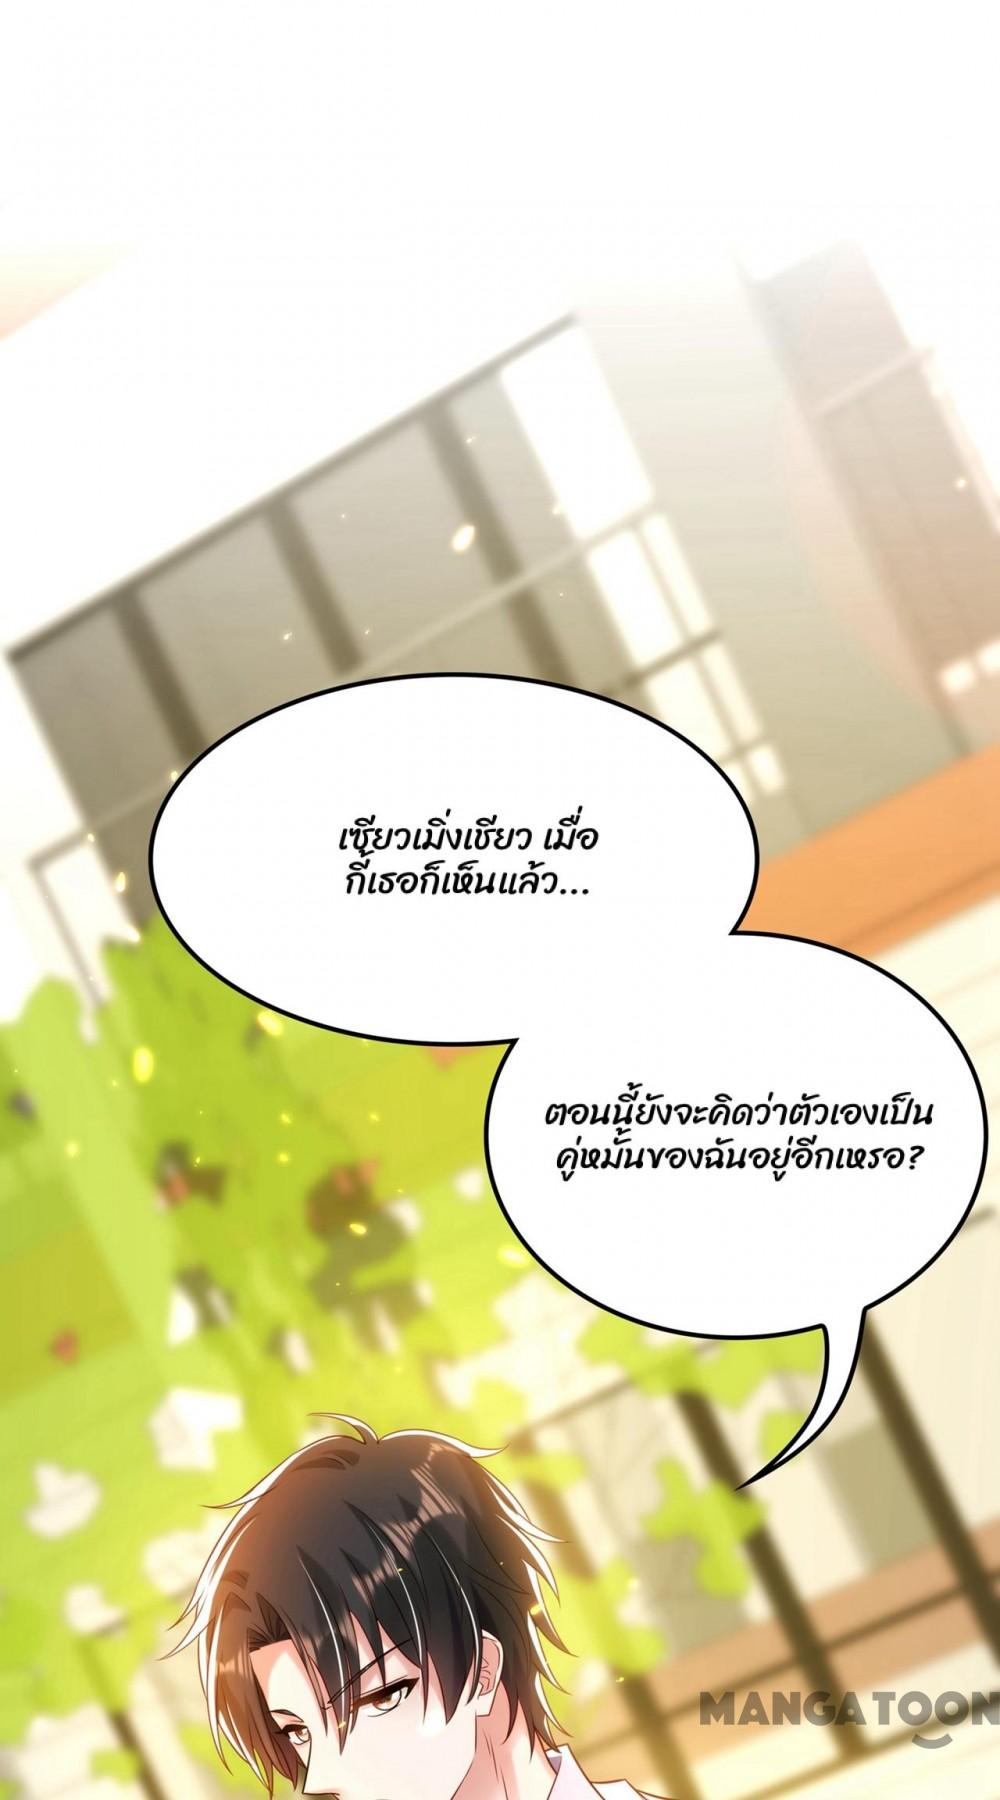 เซียวเมิ่งเชียว เมื่อ
กี้เธอก็เห็นแล้ว...
ตอนนี้ยังจะคิดว่าตัวเองเป็น
คู่หมั้นของฉันอยู่อีกเหรอ?
MANGATOON